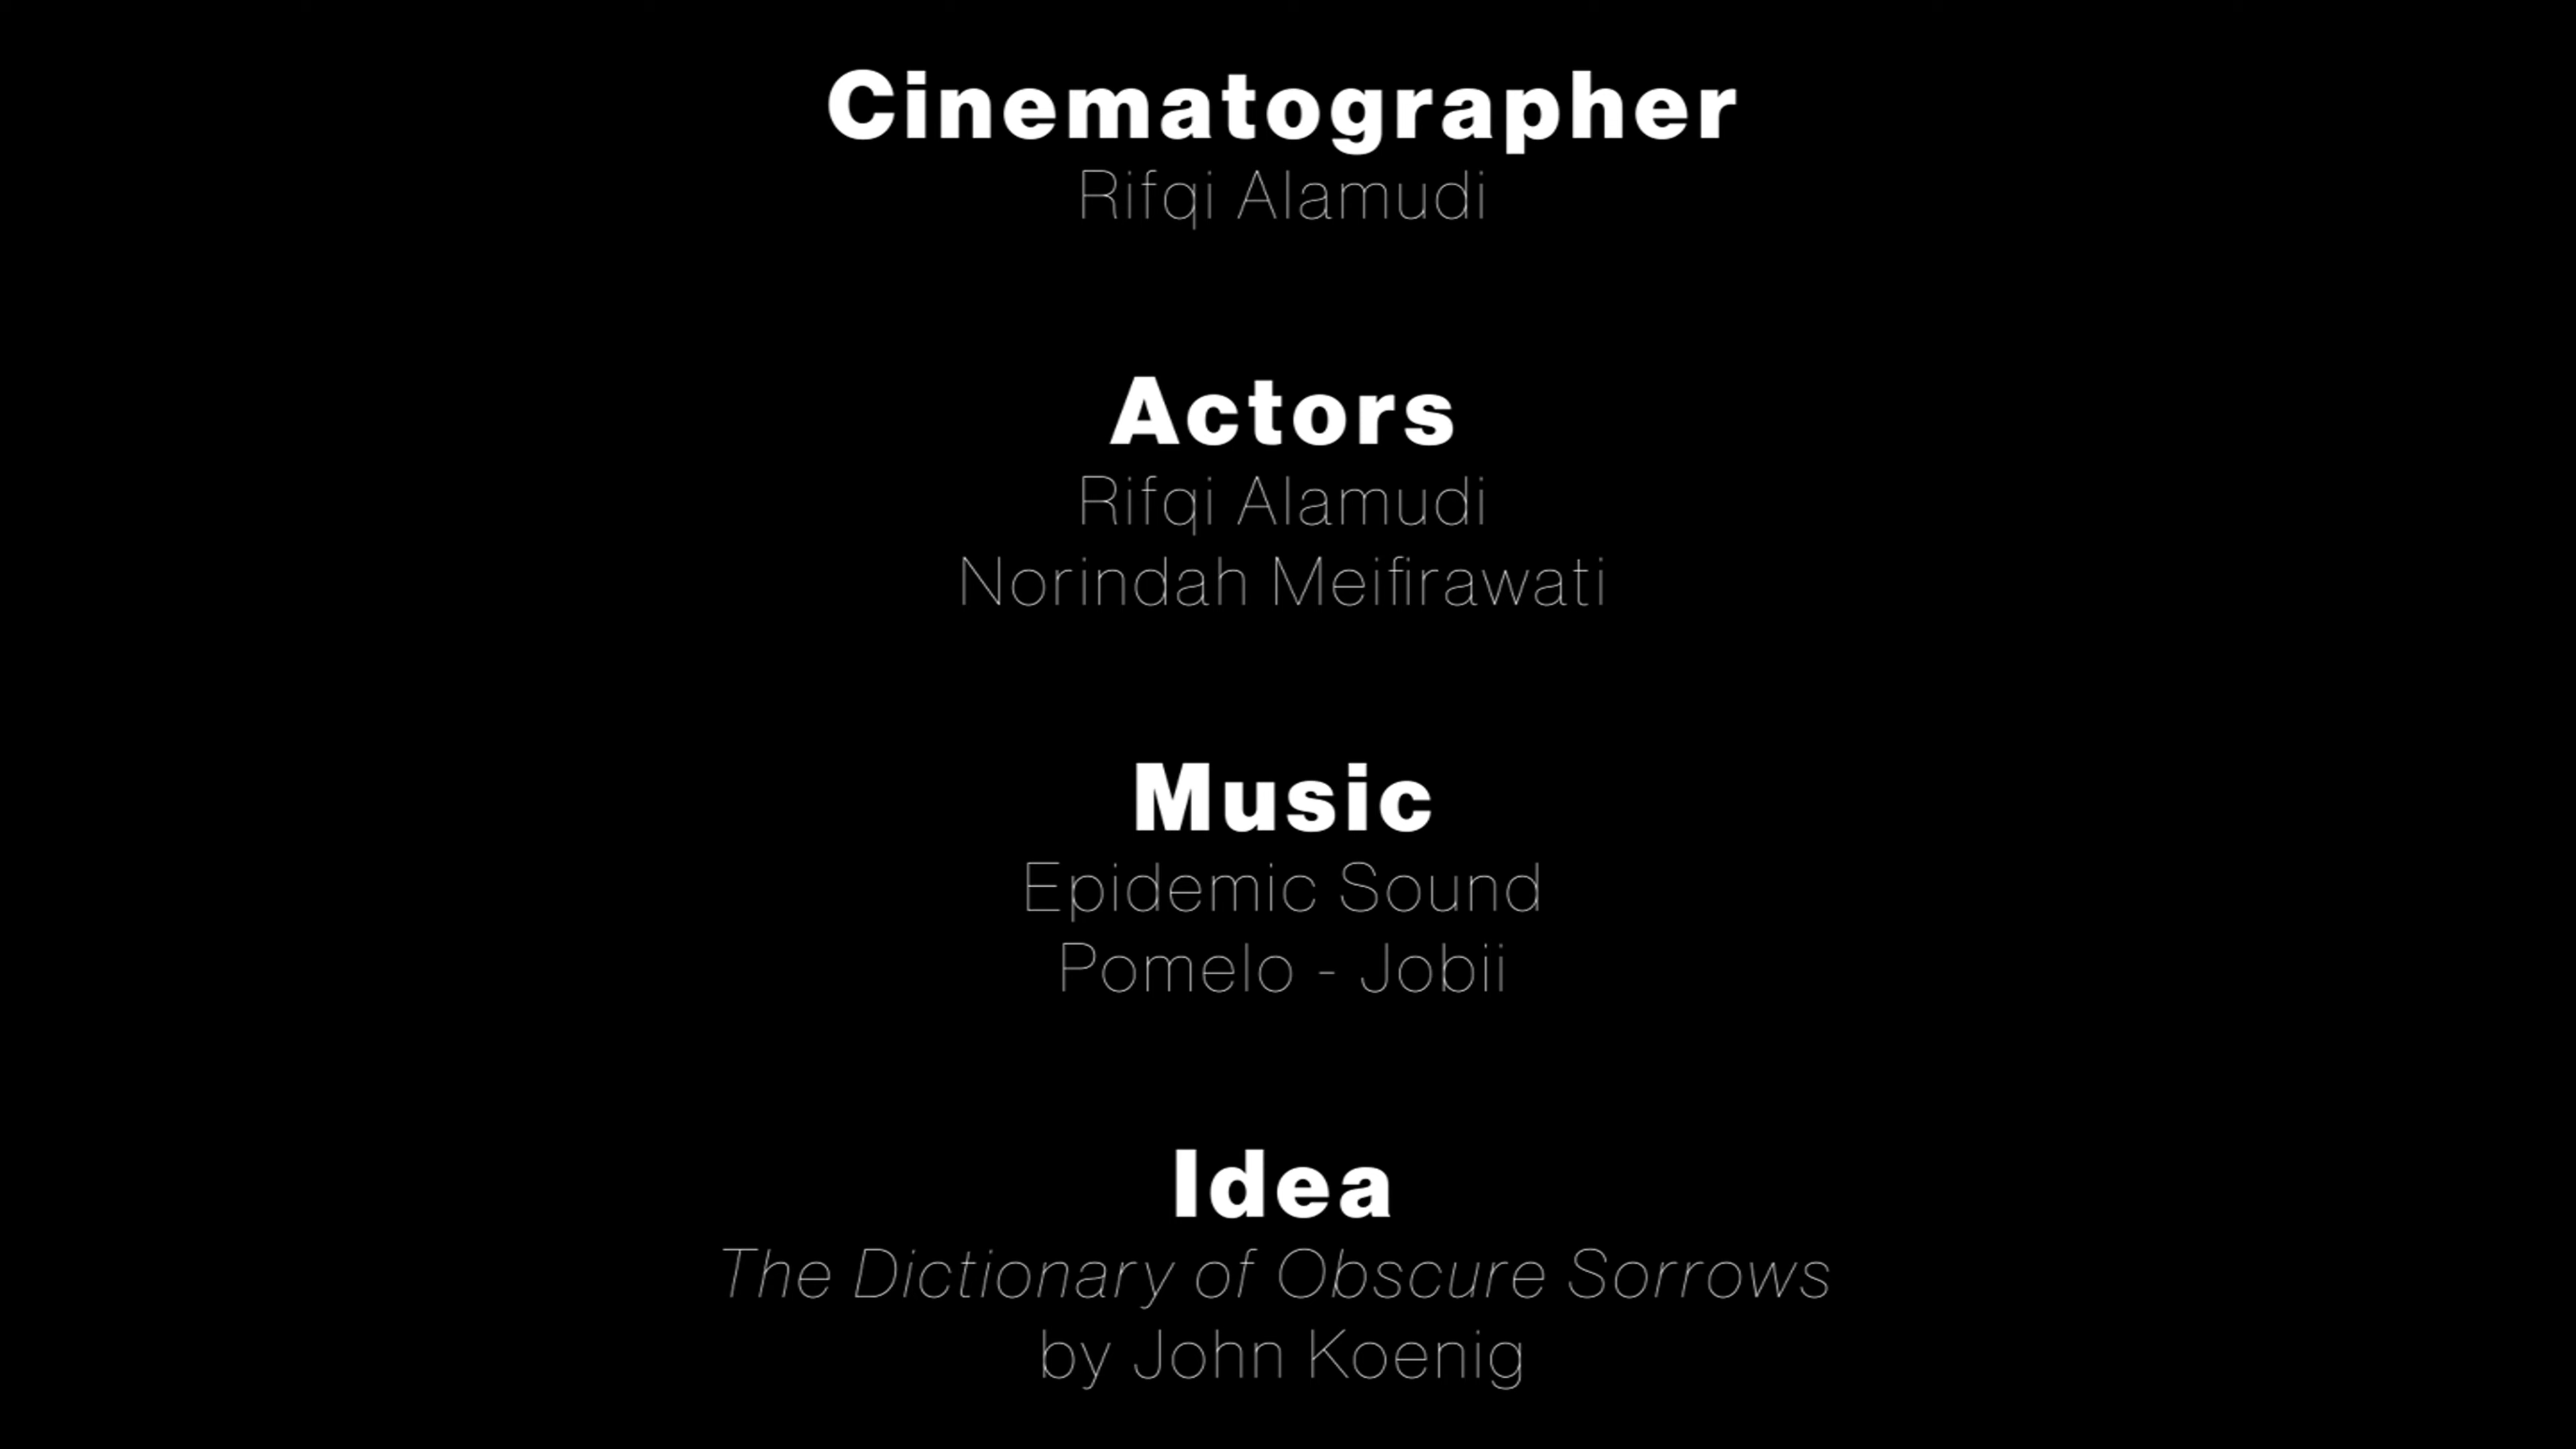 Cinematographer
Rifqi Alamudi
Actors
Rifqi Alamudi
Norindah Meifirawati
Music
Epidemic Sound
Pomelo - Jobii
Idea
The Dictionary of Obscure Sorrows
by John Koenig